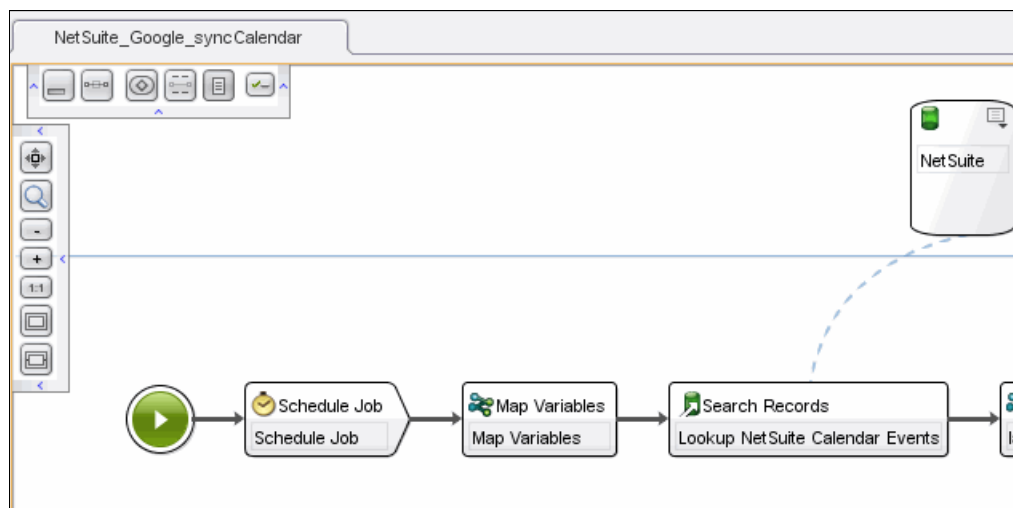 NetSuite_Google_syncCalendar
NetSuite
-
+
1:1
Schedule Job
Schedule Job
Map Variables
Map Variables
Search Records
Lookup NetSuite Calendar Events